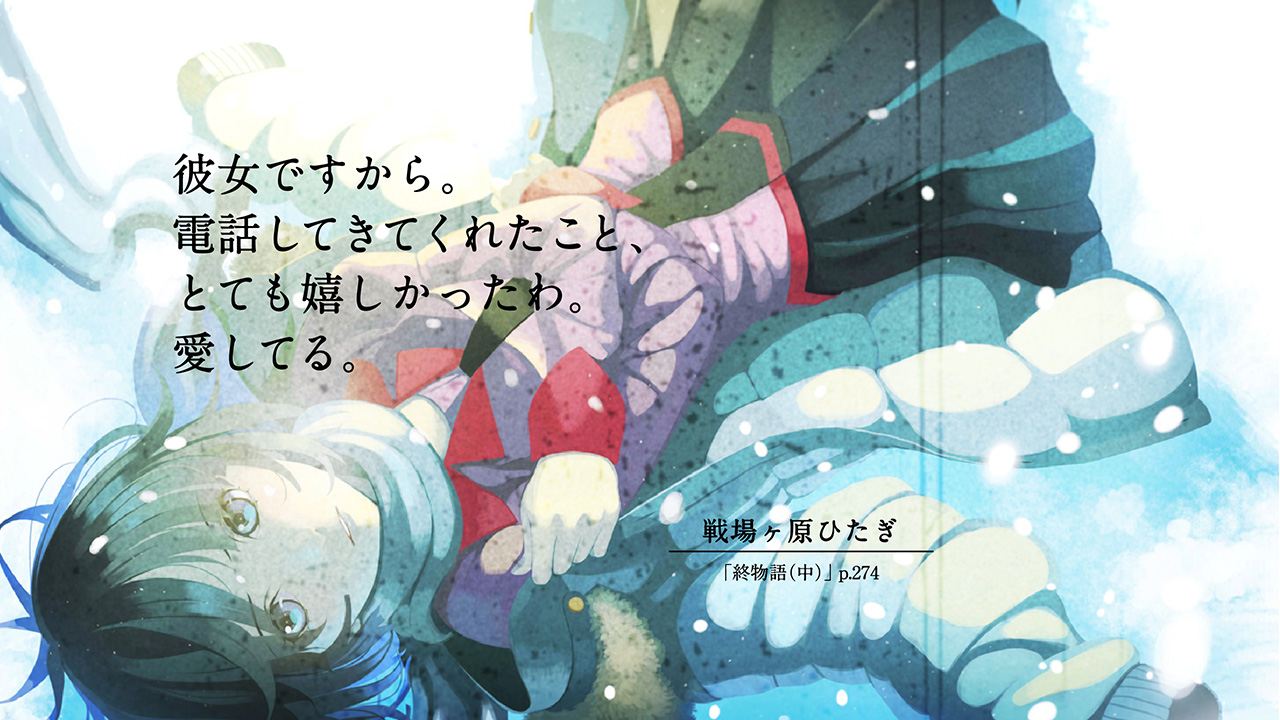 彼女ですから。
電話してきてくれたこと、
とても嬉しかったわ。
愛してる。
戦場ヶ原ひたぎ
「終物語(中)」p.274